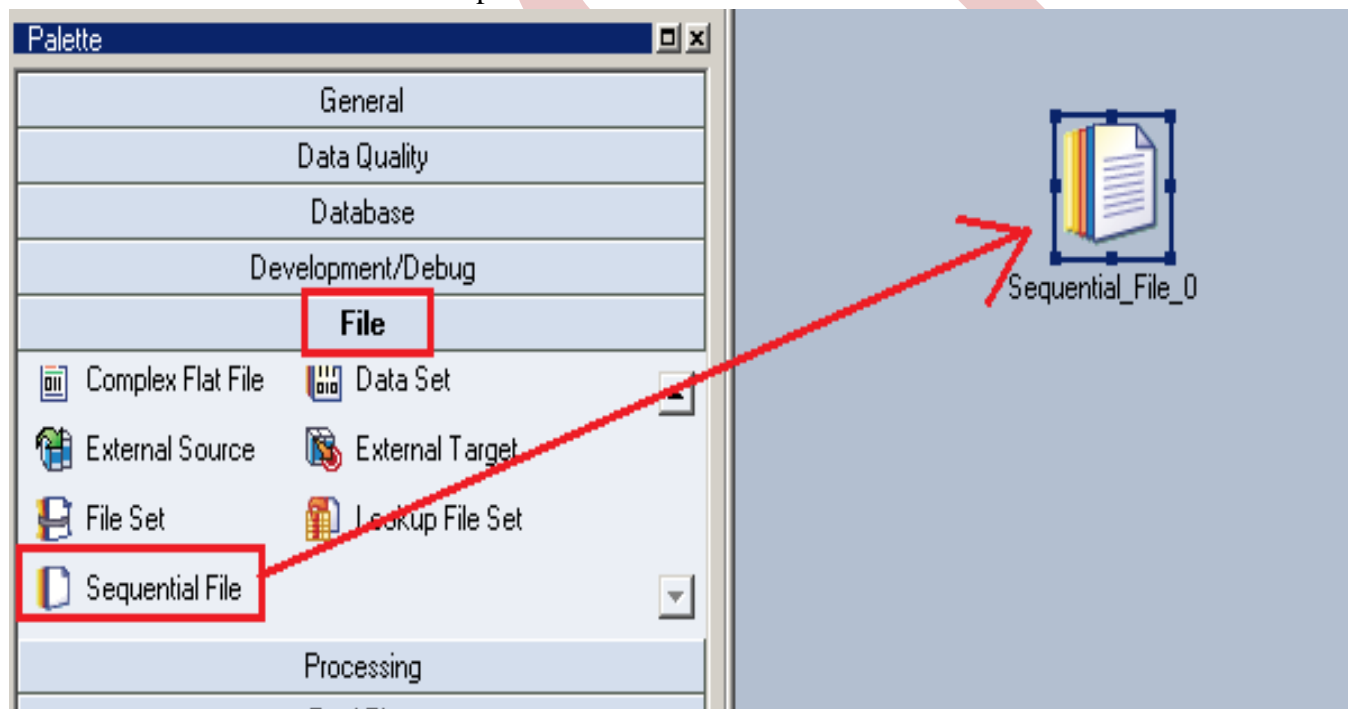 Palette
General
Data Quality
Database
Development/Debug
File
Complex Flat File Data Set
External Source External Target
File Set Lookup File Set
Sequential File
Processing
Sequential_File_0